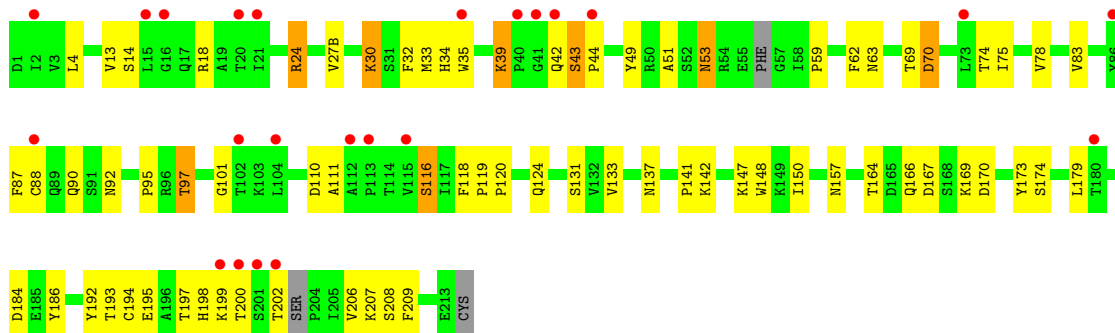 D1 I2 V3 L4 V13 S14 L15 G16 Q17 R18 A19 T20 I21 R24 V27B K30 S31 F32 M33 H34 W35 K39 P40 G41 Q42 S43 P44 Y49 R50 A51 S52 N53 R54 E55 PHE G57 I58 P59 F62 N63 T69 D70 L73 T74 I75 V78 V83 Y86
F87 C88 Q89 Q90 S91 N92 P95 R96 T97 G101 T102 K103 L104 D110 A111 A112 P113 T114 V115 S116 T117 F118 P119 P120 Q124 S131 V132 V133 N137 P141 K142 K147 W148 K149 I150 N157 T164 D165 Q166 D167 S168 K169 D170 Y173 S174 L179 T180
D184 E185 Y186 Y192 T193 C194 E195 A196 T197 H198 K199 T200 S201 T202 SER P204 I205 V206 K207 S208 F209 E213 CYS